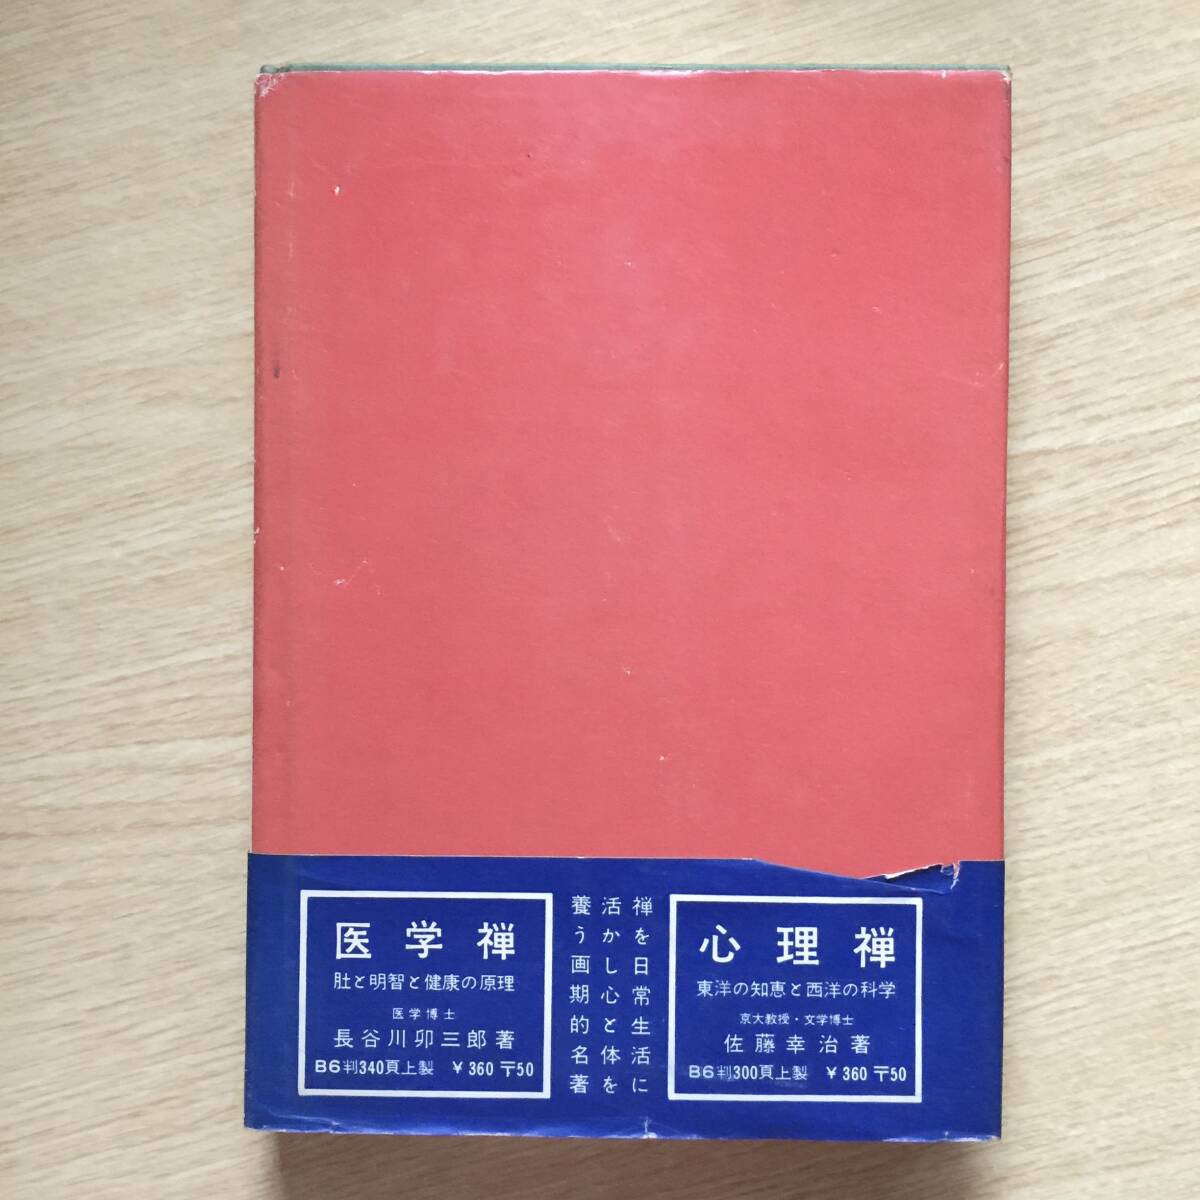 医学禅
肚と明智と健康の原理
医学博士
長谷川卯三郎著
B6判340頁上製 ￥360 〒50
禅を日常生活に
活かし心と体を
養う画期的名著
心理禅
東洋の知恵と西洋の科学
京大教授・文学博士
佐藤幸治著
B6判300頁上製 ￥360 〒50